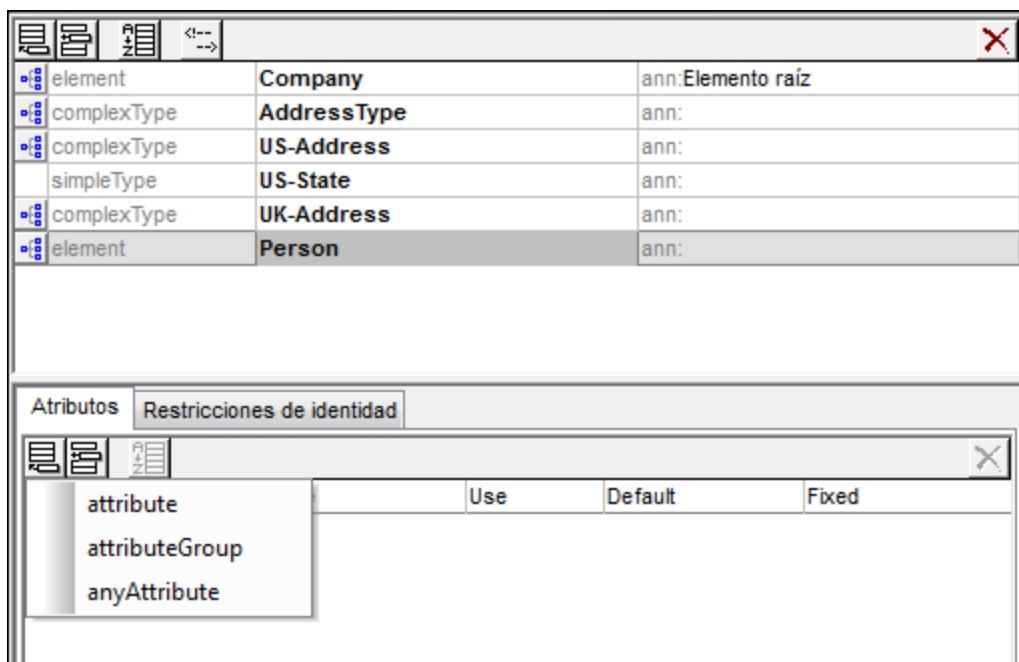 element Company ann:Elemento raíz
complexType AddressType ann:
complexType US-Address ann:
simpleType US-State ann:
complexType UK-Address ann:
element Person ann:
Atributos Restricciones de identidad
Use Default Fixed
attribute
attributeGroup
anyAttribute